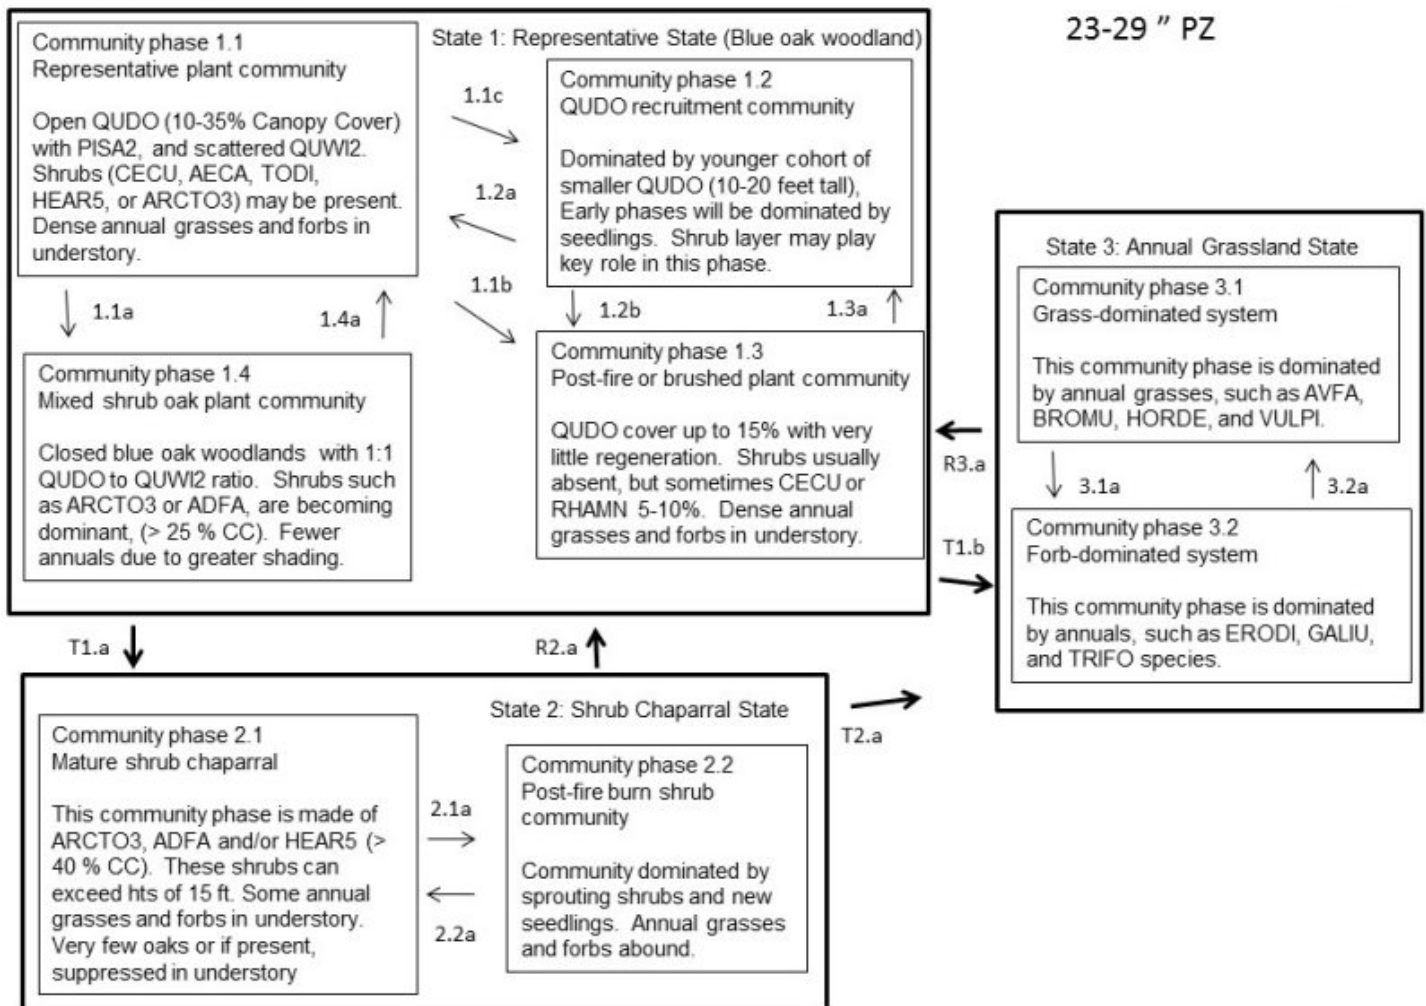 23-29 ” PZ
State 1: Representative State (Blue oak woodland)
Community phase 1.1
Representative plant community
Open QUDO (10-35% Canopy Cover)
with PISA2, and scattered QUWI2.
Shrubs (CECU, AECA, TODI,
HEAR5, or ARCTO3) may be present.
Dense annual grasses and forbs in
understory.
1.1c
1.2a
1.1b
Community phase 1.2
QUDO recruitment community
Dominated by younger cohort of
smaller QUDO (10-20 feet tall),
Early phases will be dominated by
seedlings. Shrub layer may play
key role in this phase.
1.1a
1.4a
1.2b
1.3a
Community phase 1.4
Mixed shrub oak plant community
Closed blue oak woodlands with 1:1
QUDO to QUWI2 ratio. Shrubs such
as ARCTO3 or ADFA, are becoming
dominant, (> 25 % CC). Fewer
annuals due to greater shading.
Community phase 1.3
Post-fire or brushed plant community
QUDO cover up to 15% with very
little regeneration. Shrubs usually
absent, but sometimes CECU or
RHAMN 5-10%. Dense annual
grasses and forbs in understory.
R3.a
T1.b
State 3: Annual Grassland State
Community phase 3.1
Grass-dominated system
This community phase is dominated
by annual grasses, such as AVFA,
BROMU, HORDE, and VULPI.
3.1a
3.2a
Community phase 3.2
Forb-dominated system
This community phase is dominated
by annuals, such as ERODI, GALIU,
and TRIFO species.
T1.a
R2.a
T2.a
State 2: Shrub Chaparral State
Community phase 2.1
Mature shrub chaparral
This community phase is made of
ARCTO3, ADFA and/or HEAR5 (>
40 % CC). These shrubs can
exceed hts of 15 ft. Some annual
grasses and forbs in understory.
Very few oaks or if present,
suppressed in understory
2.1a
2.2a
Community phase 2.2
Post-fire burn shrub
community
Community dominated by
sprouting shrubs and new
seedlings. Annual grasses
and forbs abound.